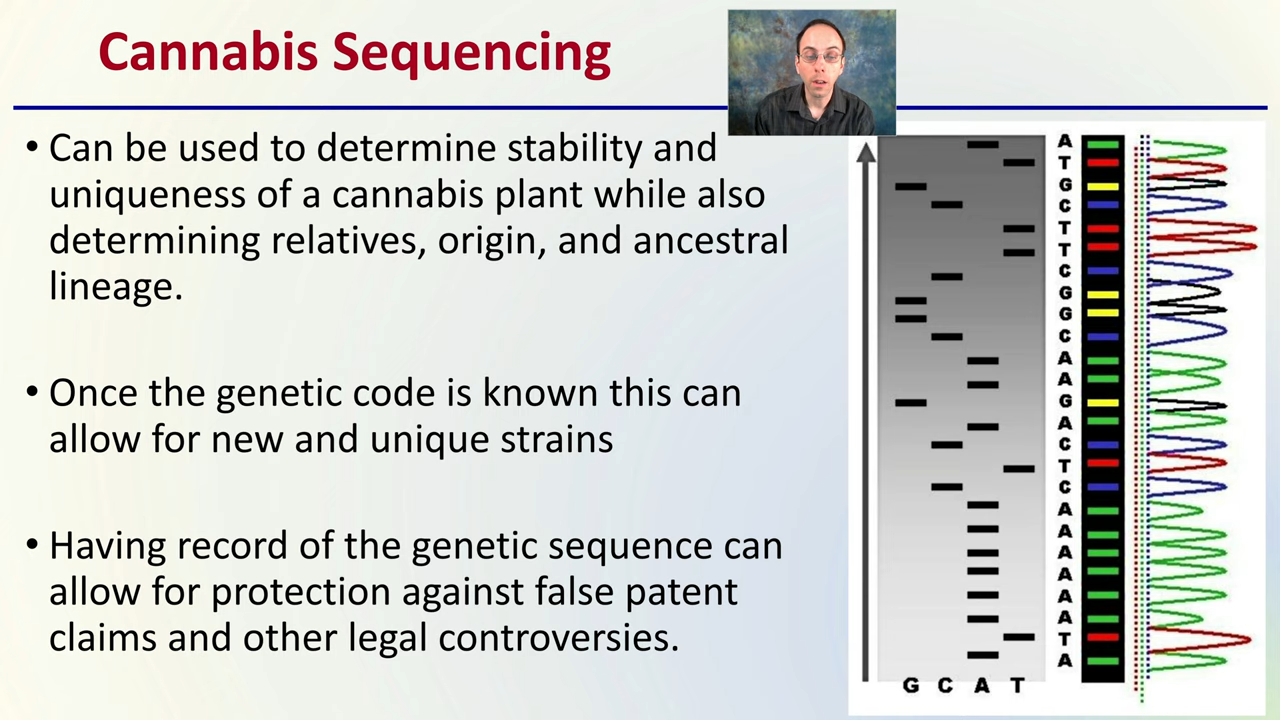 Cannabis Sequencing
• Can be used to determine stability and
uniqueness of a cannabis plant while also
determining relatives, origin, and ancestral
lineage.
• Once the genetic code is known this can
allow for new and unique strains
• Having record of the genetic sequence can
allow for protection against false patent
claims and other legal controversies.
A
T
G
C
T
T
C
G
G
C
A
A
G
A
C
T
C
A
A
A
A
A
A
T
A
G C A T